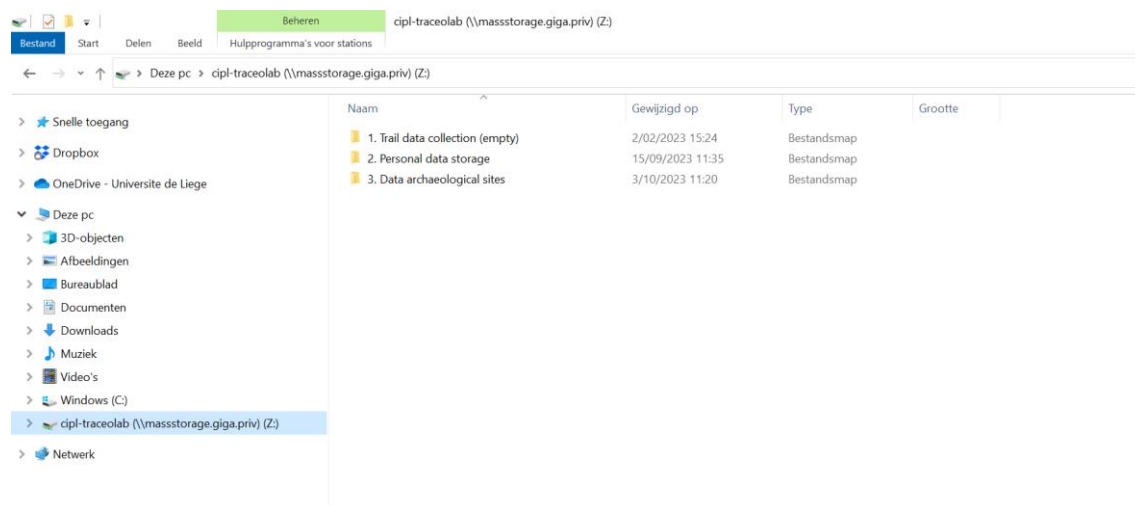 Beheren
cipl-traceolab (\\massstorage.giga.priv) (Z:)
Bestand Start Delen Beeld Hulpprogramma's voor stations
Deze pc > cipl-traceolab (\\massstorage.giga.priv) (Z:)
Naam Gewijzigd op Type Grootte
1. Trail data collection (empty) 2/02/2023 15:24 Bestandsmap
2. Personal data storage 15/09/2023 11:35 Bestandsmap
3. Data archaeological sites 3/10/2023 11:20 Bestandsmap
Snelle toegang
Dropbox
OneDrive - Universite de Liege
Deze pc
3D-objecten
Afbeeldingen
Bureaublad
Documenten
Downloads
Muziek
Video's
Windows (C:)
cipl-traceolab (\\massstorage.giga.priv) (Z:)
Netwerk